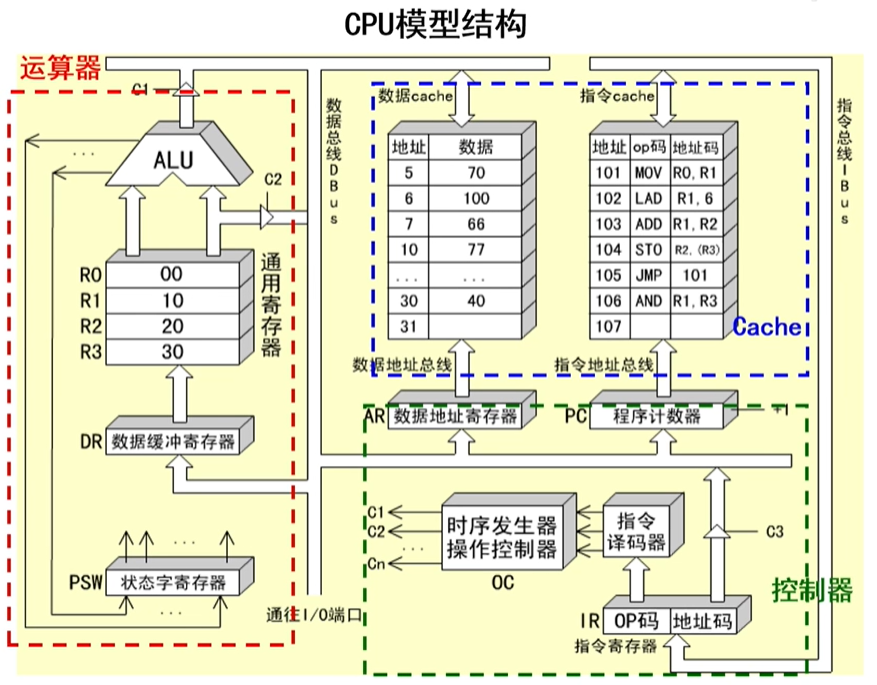 CPU模型结构
运算器
C1
ALU
C2
R0 00
R1 10
R2 20
R3 30
通用寄存器
DR 数据缓冲寄存器
PSW 状态字寄存器
数据总线DBus
通往I/O端口
数据cache
地址 数据
5 70
6 100
7 66
10 77
... ...
30 40
31
数据地址总线
AR 数据地址寄存器
指令cache
地址 op码 地址码
101 MOV R0, R1
102 LAD R1, 6
103 ADD R1, R2
104 STO R2, (R3)
105 JMP 101
106 AND R1, R3
107
Cache
指令地址总线
PC 程序计数器
+1
指令总线IBus
C1
C2
...
Cn
时序发生器
操作控制器
OC
指令
译码器
C3
控制器
IR OP码 地址码
指令寄存器